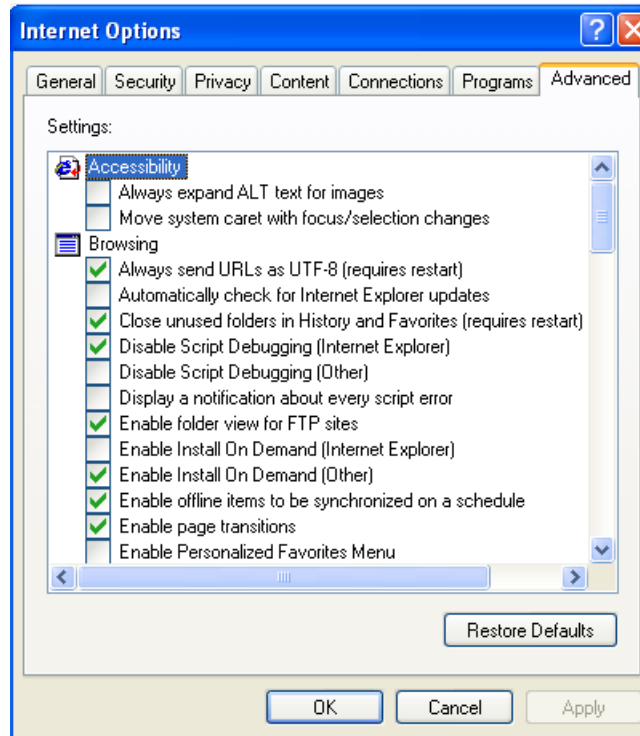 Internet Options
General Security Privacy Content Connections Programs Advanced
Settings:
Accessibility
Always expand ALT text for images
Move system caret with focus/selection changes
Browsing
Always send URLs as UTF-8 (requires restart)
Automatically check for Internet Explorer updates
Close unused folders in History and Favorites (requires restart)
Disable Script Debugging (Internet Explorer)
Disable Script Debugging (Other)
Display a notification about every script error
Enable folder view for FTP sites
Enable Install On Demand (Internet Explorer)
Enable Install On Demand (Other)
Enable offline items to be synchronized on a schedule
Enable page transitions
Enable Personalized Favorites Menu
Restore Defaults
OK Cancel Apply